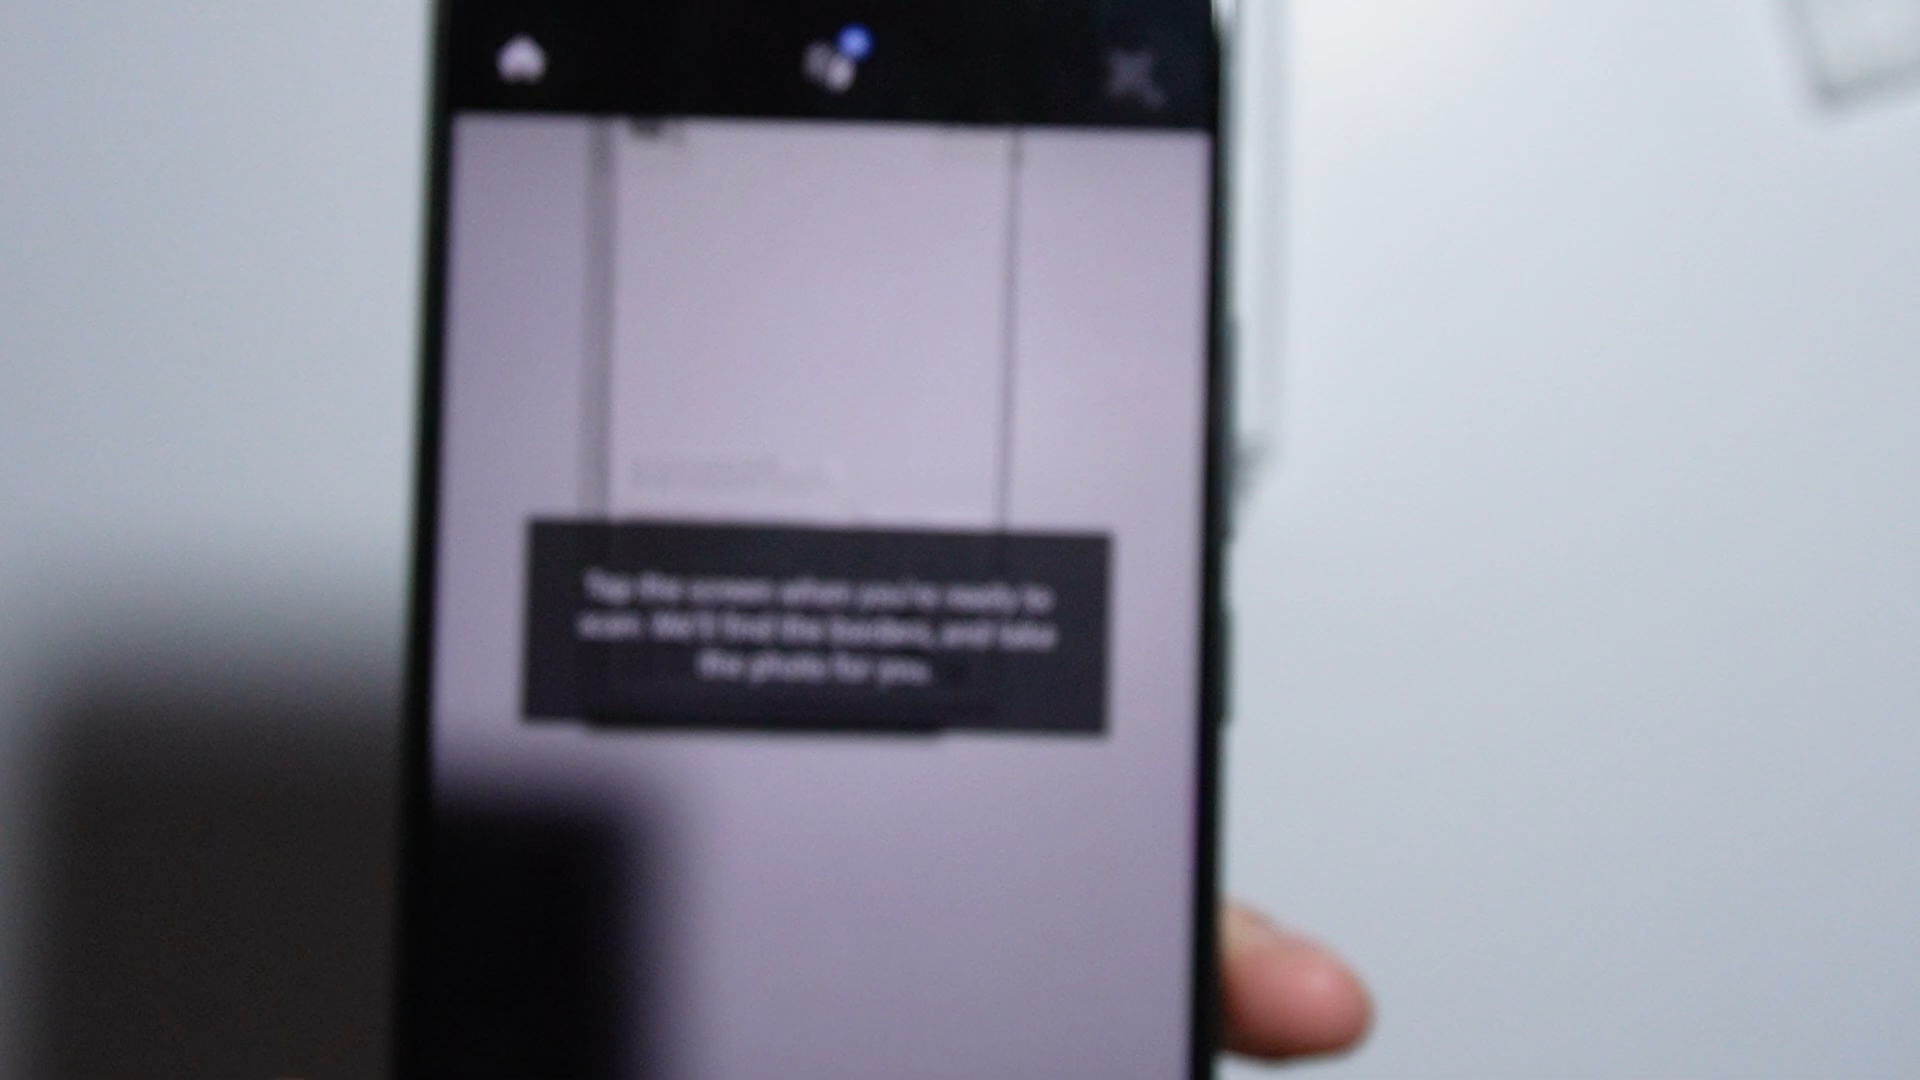 Tap the screen when you're ready to
scan. We'll find the borders, and take
the photo for you.